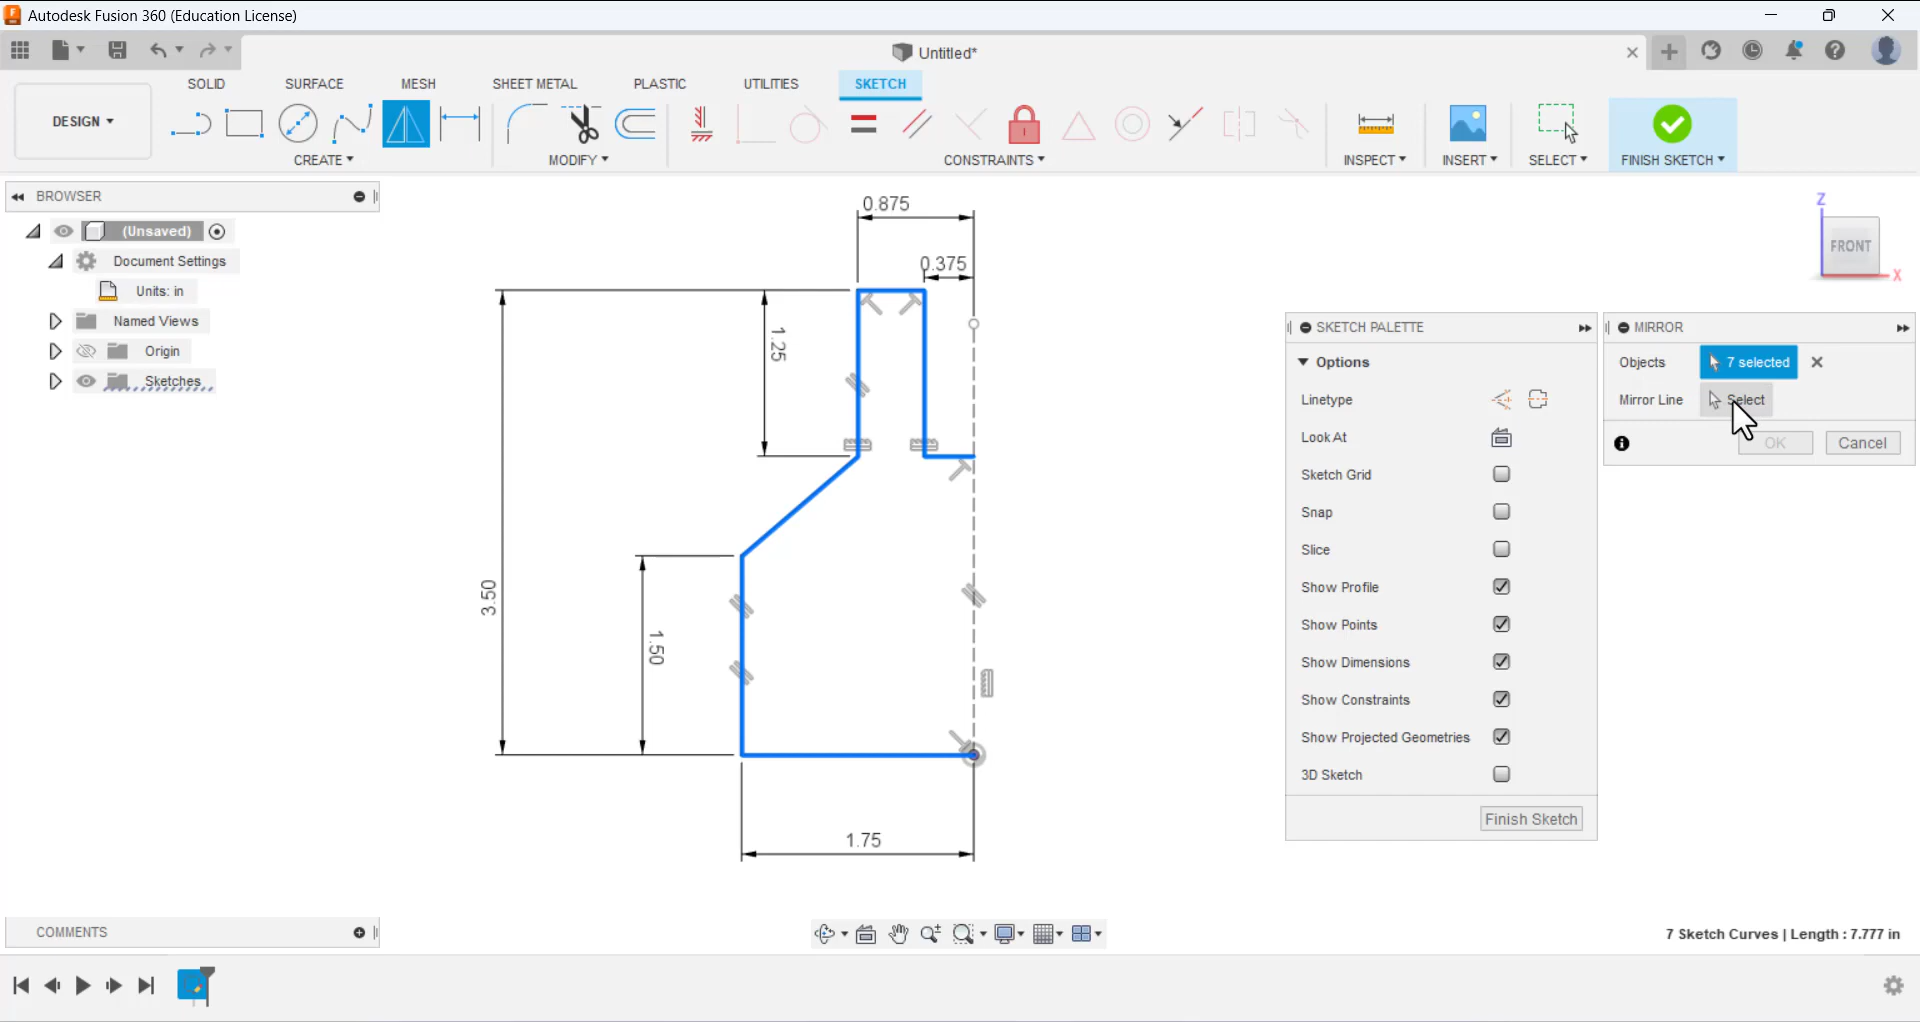 Autodesk Fusion 360 (Education License)
Untitled*
SOLID SURFACE MESH SHEET METAL PLASTIC UTILITIES SKETCH
DESIGN
CREATE MODIFY CONSTRAINTS INSPECT INSERT SELECT FINISH SKETCH
BROWSER
(Unsaved)
Document Settings
Units: in
Named Views
Origin
Sketches
0.875
0.375
1.25
3.50
1.50
1.75
Z
FRONT
X
SKETCH PALETTE
Options
Linetype
Look At
Sketch Grid
Snap
Slice
Show Profile
Show Points
Show Dimensions
Show Constraints
Show Projected Geometries
3D Sketch
Finish Sketch
MIRROR
Objects 7 selected
Mirror Line Select
OK Cancel
COMMENTS
7 Sketch Curves | Length : 7.777 in